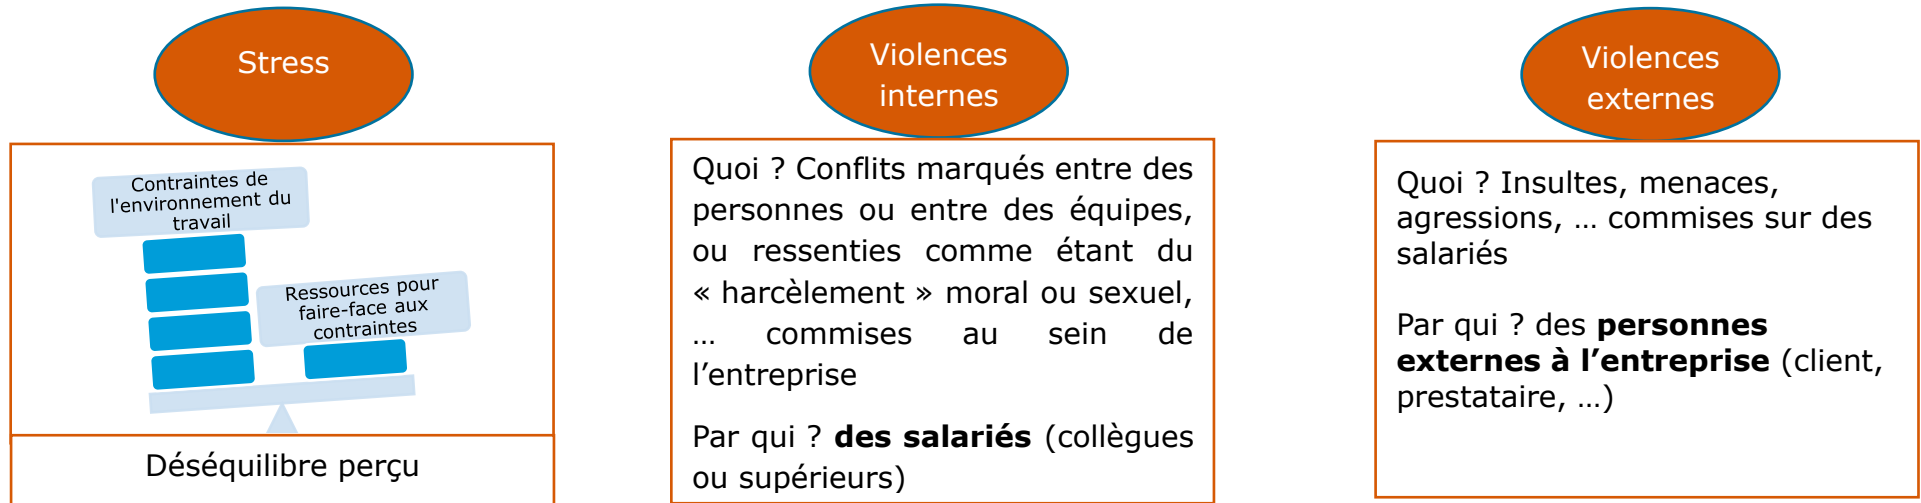 Stress
Contraintes de
l'environnement du
travail
Ressources pour
faire-face aux
contraintes
Déséquilibre perçu
Violences
internes
Quoi ? Conflits marqués entre des
personnes ou entre des équipes,
ou ressenties comme étant du
« harcèlement » moral ou sexuel,
… commises au sein de
l’entreprise
Par qui ? des salariés (collègues
ou supérieurs)
Violences
externes
Quoi ? Insultes, menaces,
agressions, … commises sur des
salariés
Par qui ? des personnes
externes à l’entreprise (client,
prestataire, …)